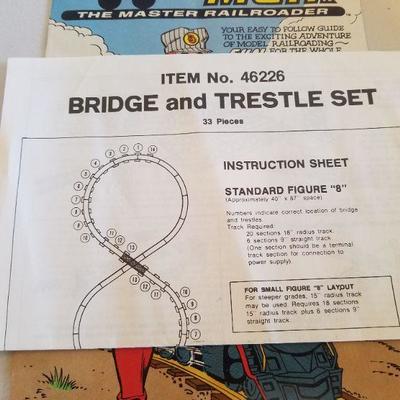 THE MASTER RAILROADER
YOUR EASY TO FOLLOW GUIDE
TO THE EXCITING ADVENTURE
OF MODEL RAILROADING~
FOR THE WHOLE
ITEM No. 46226
BRIDGE and TRESTLE SET
33 Pieces
INSTRUCTION SHEET
STANDARD FIGURE "8"
(Approximately 40" x 87" space)
Numbers indicate correct location of bridge
and trestles.
Track Required:
20 sections 18" radius track.
6 sections 9" straight track.
(One section should be a terminal
track section for connection to
power supply)
FOR SMALL FIGURE "8" LAYOUT
For steeper grades, 15" radius track
may be used. Requires 18 sections
15" radius track plus 6 sections 9"
straight track.